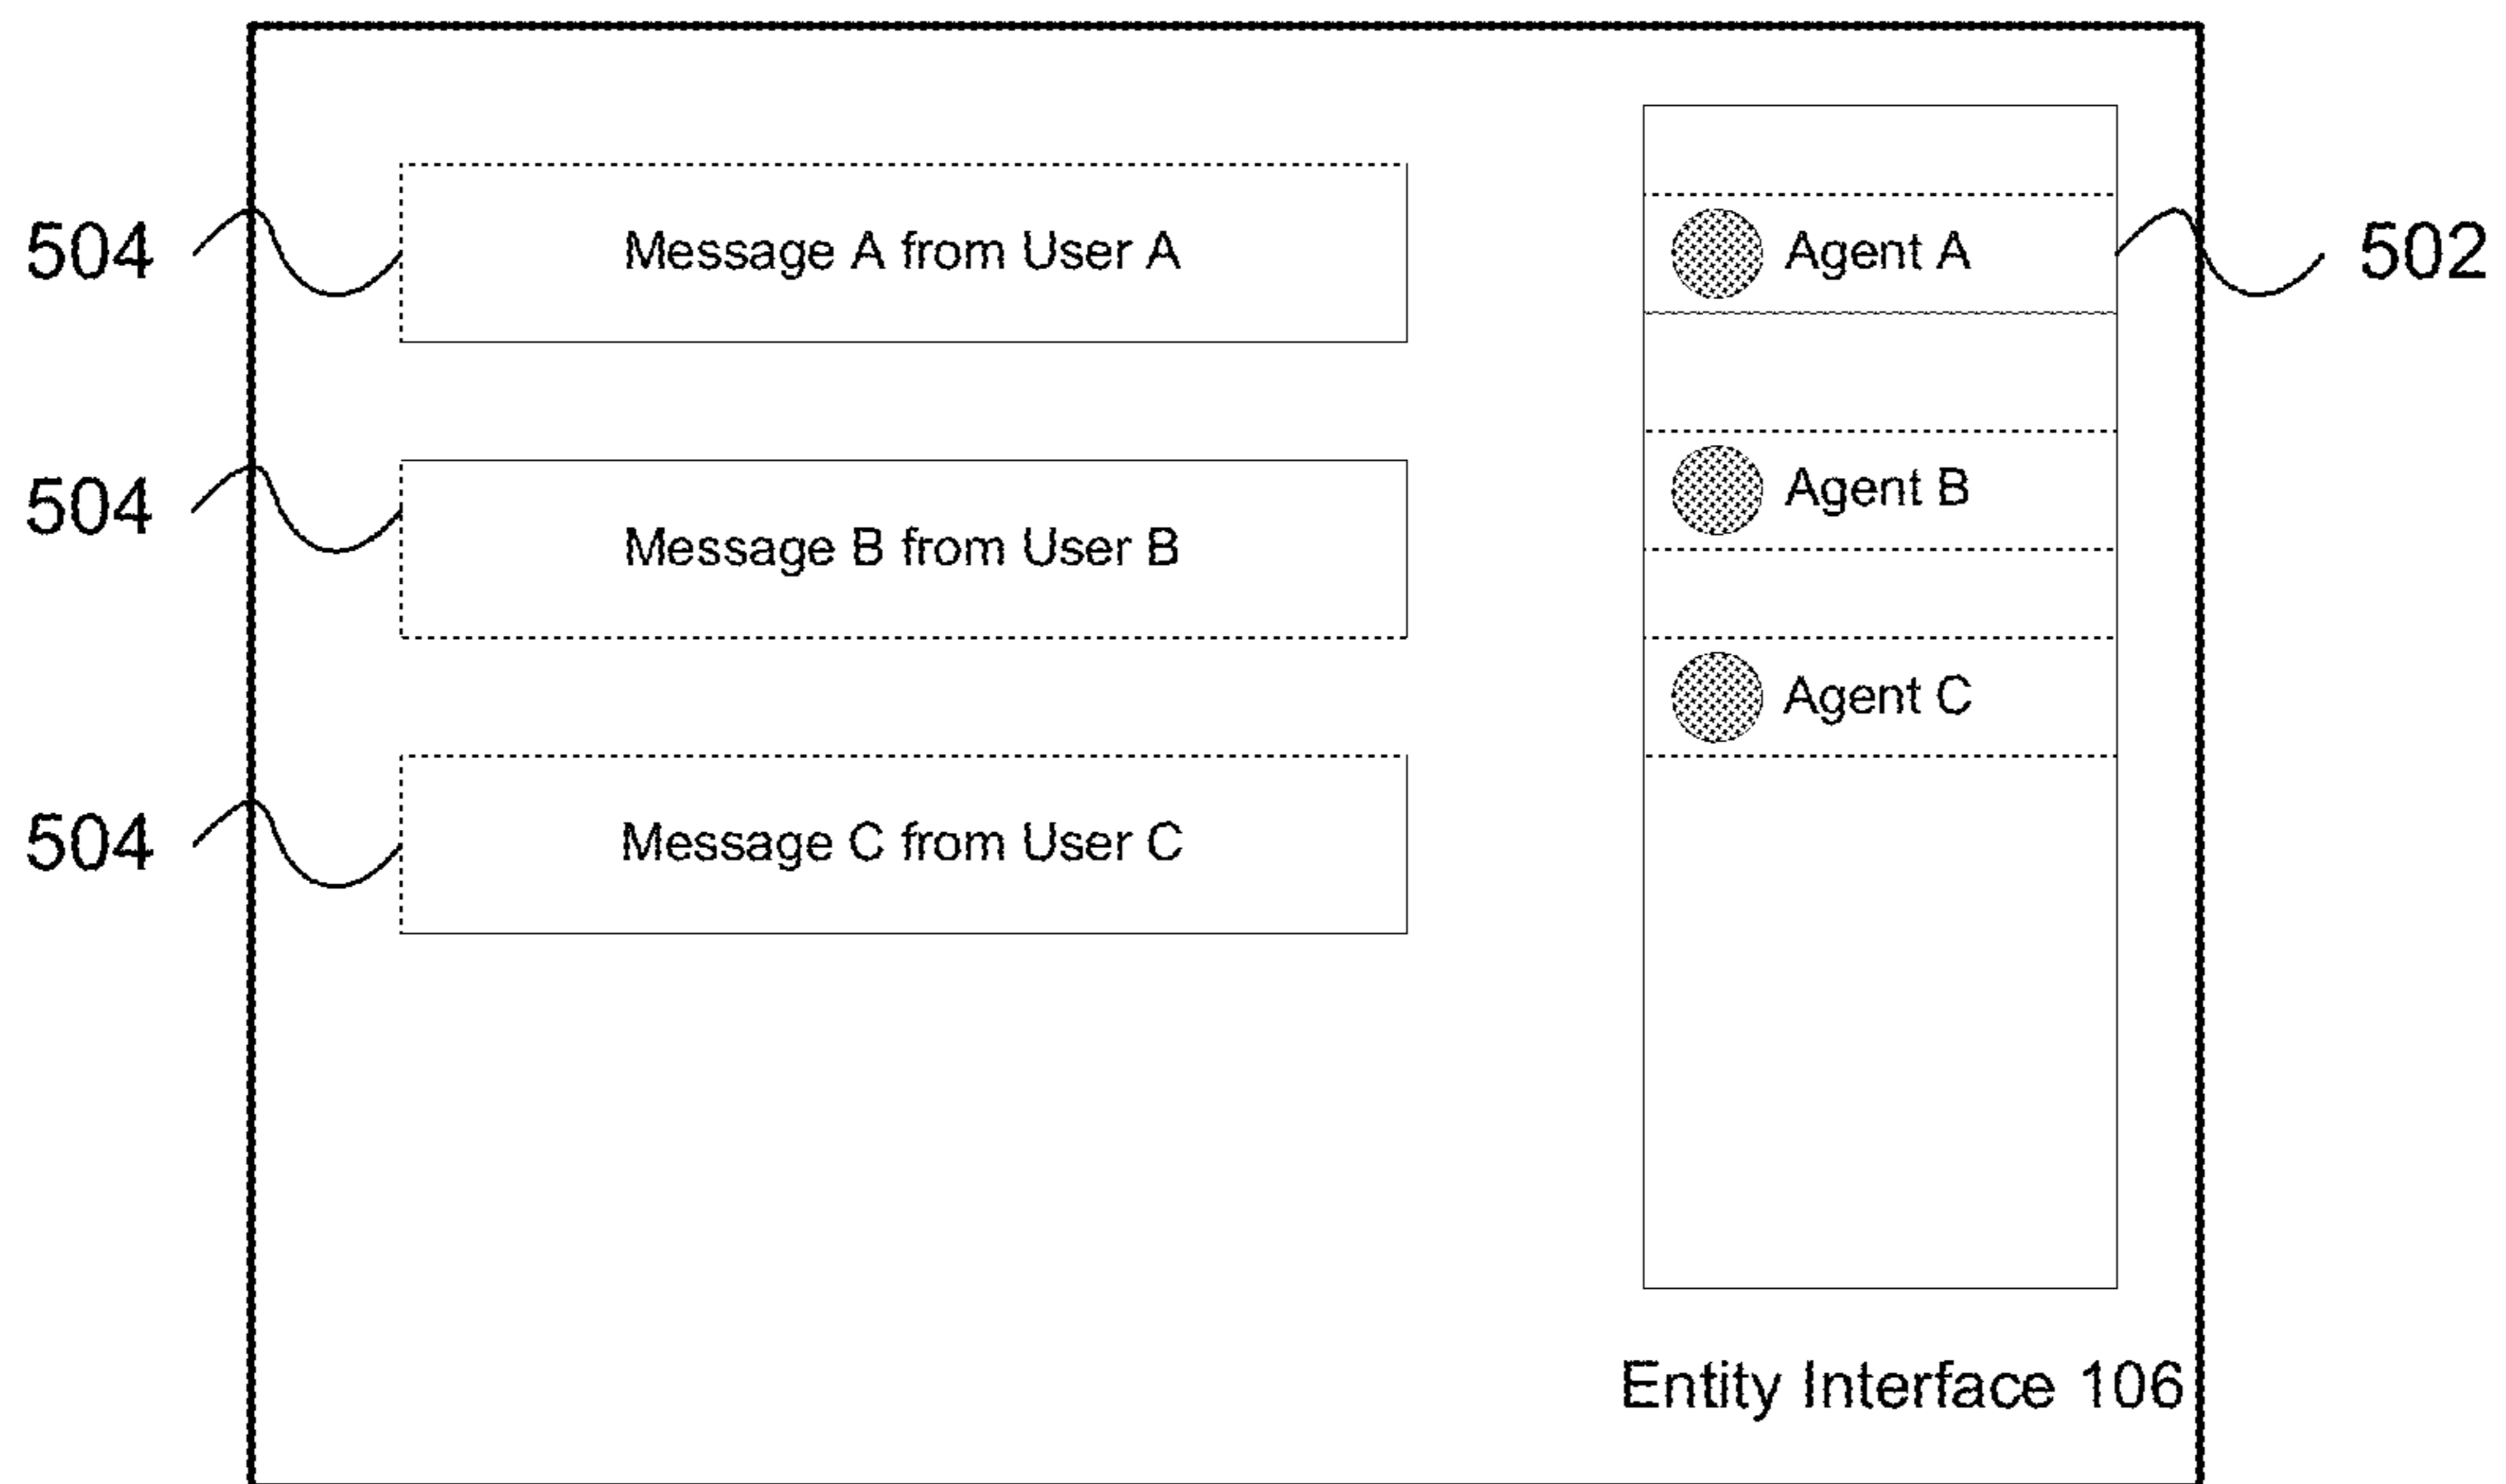 504
Message A from User A
Agent A
502
504
Message B from User B
Agent B
504
Message C from User C
Agent C
Entity Interface 106